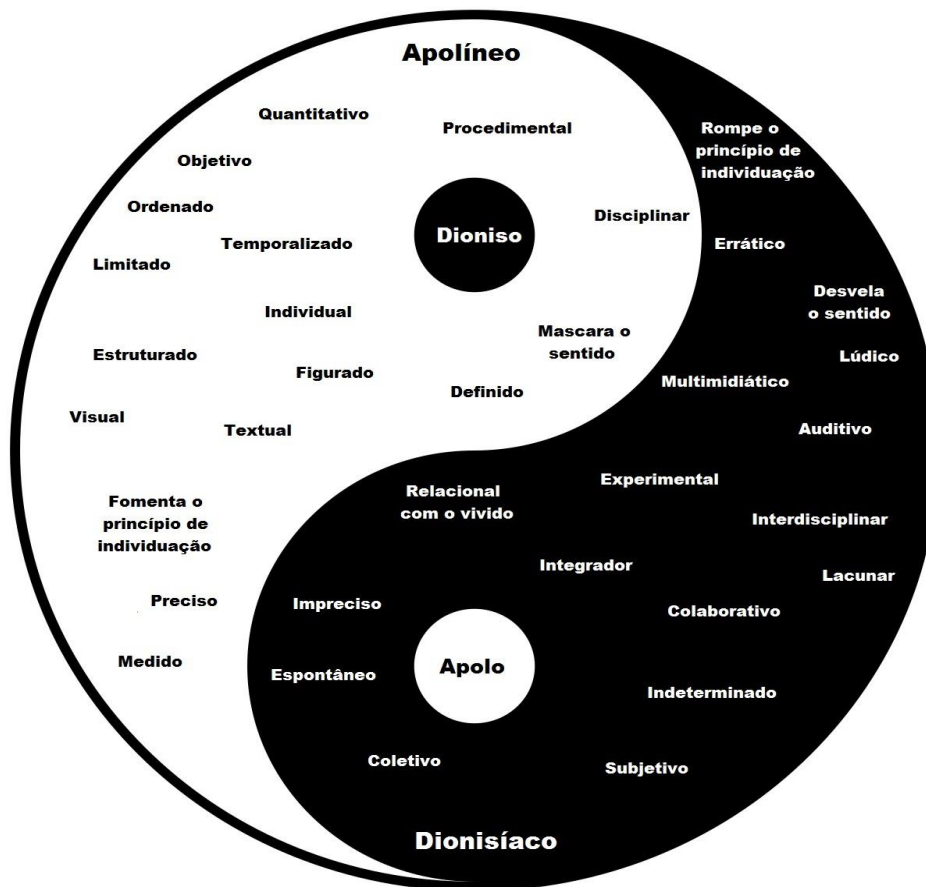 Apolíneo
Quantitativo
Procedimental
Objetivo
Ordenado
Disciplinar
Dioniso
Temporalizado
Limitado
Individual
Mascara o
sentido
Estruturado
Figurado
Definido
Visual
Textual
Fomenta o
princípio de
individuação
Preciso
Medido
Rompe o
princípio de
individuação
Errático
Desvela
o sentido
Lúdico
Multimidiático
Auditivo
Experimental
Relacional
com o vivido
Interdisciplinar
Integrador
Lacunar
Impreciso
Colaborativo
Apolo
Espontâneo
Indeterminado
Coletivo
Subjetivo
Dionisíaco